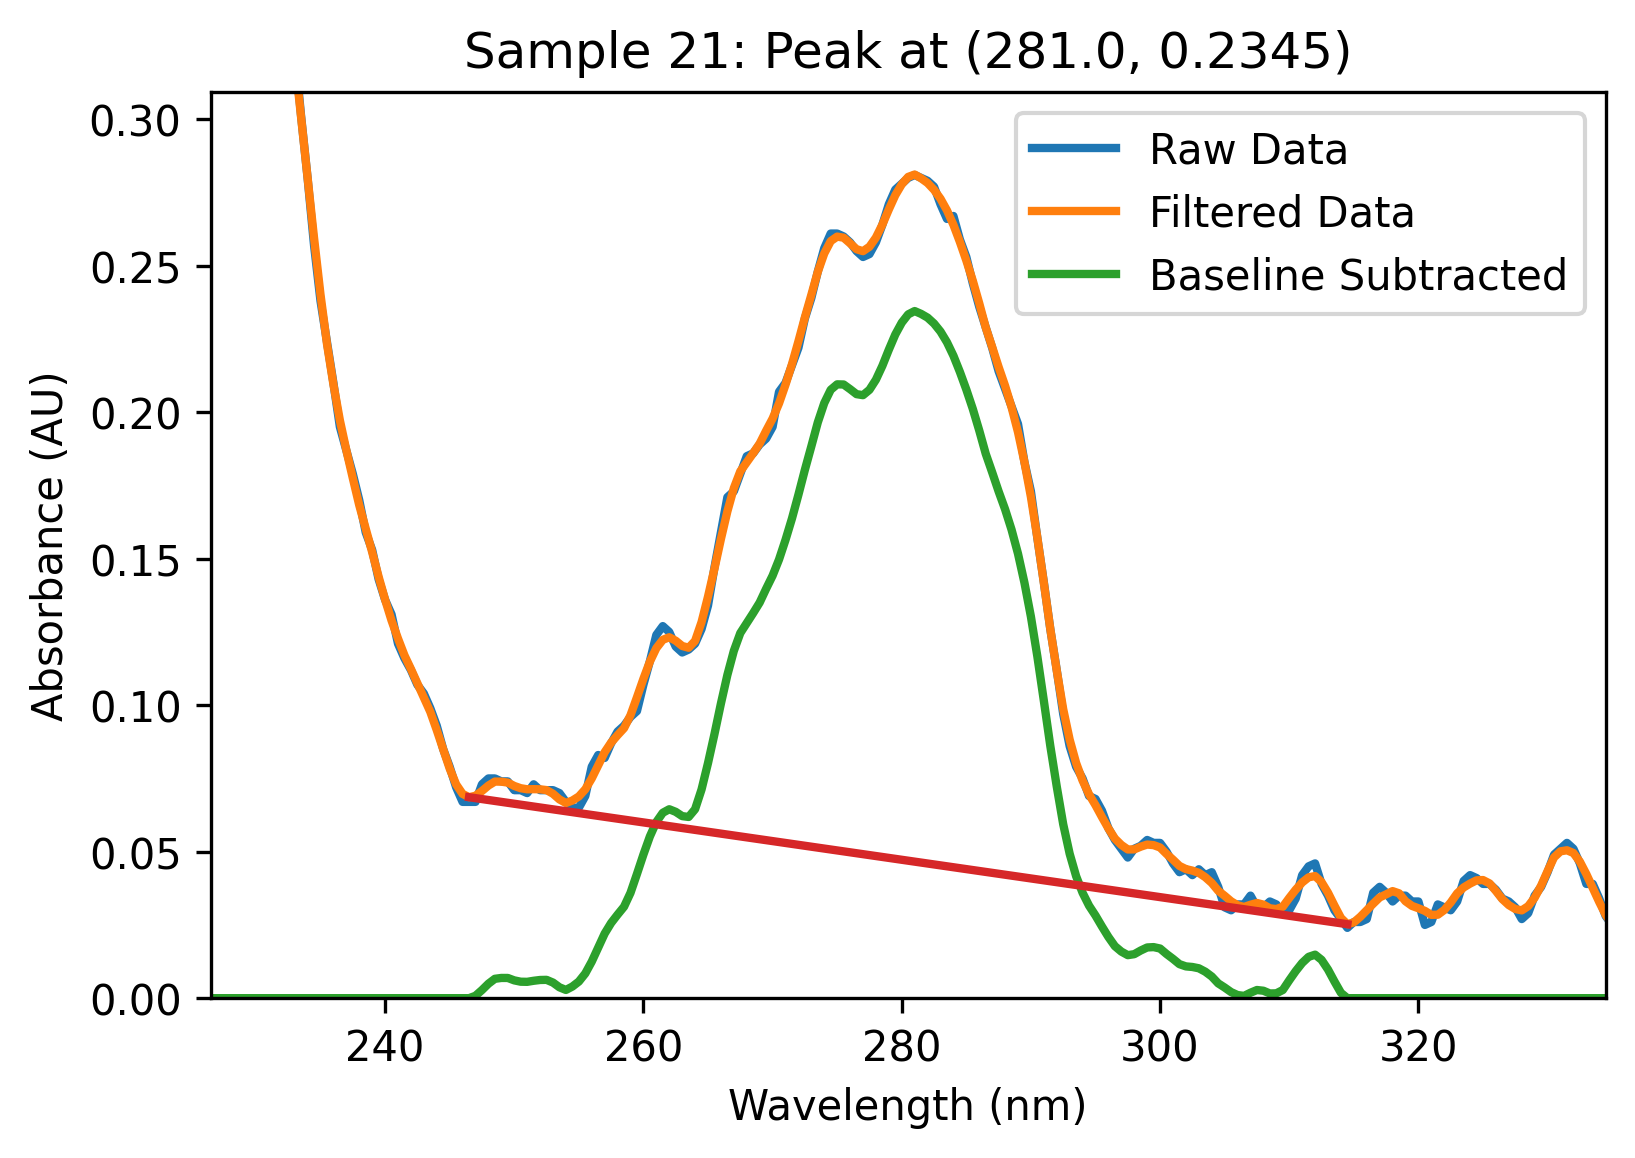 Sample 21: Peak at (281.0, 0.2345)
Raw Data
Filtered Data
Baseline Subtracted
Absorbance (AU)
0.30
0.25
0.20
0.15
0.10
0.05
0.00
240 260 280 300 320
Wavelength (nm)